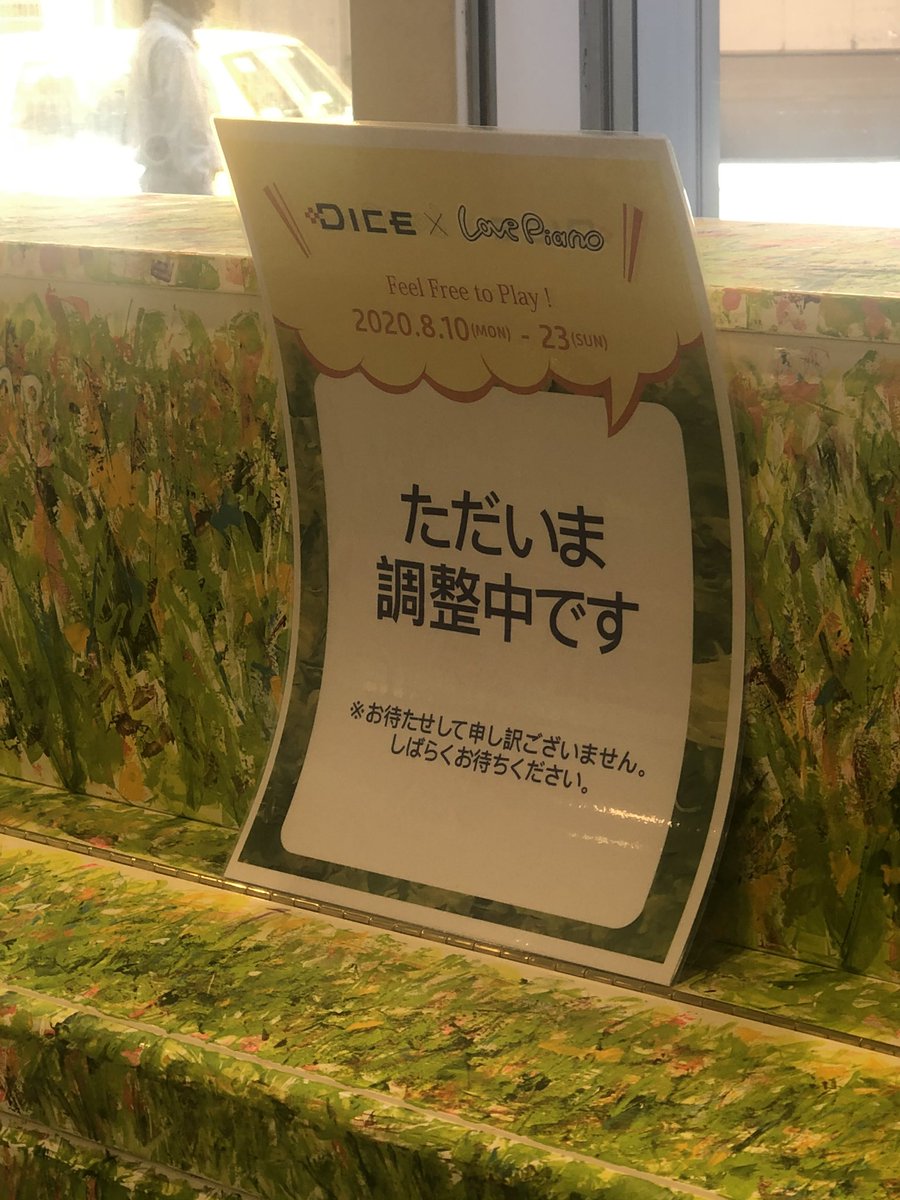 DICE × Love Piano
Feel Free to Play !
2020.8.10(MON) - 23(SUN)
ただいま
調整中です
※お待たせして申し訳ございません。
しばらくお待ちください。